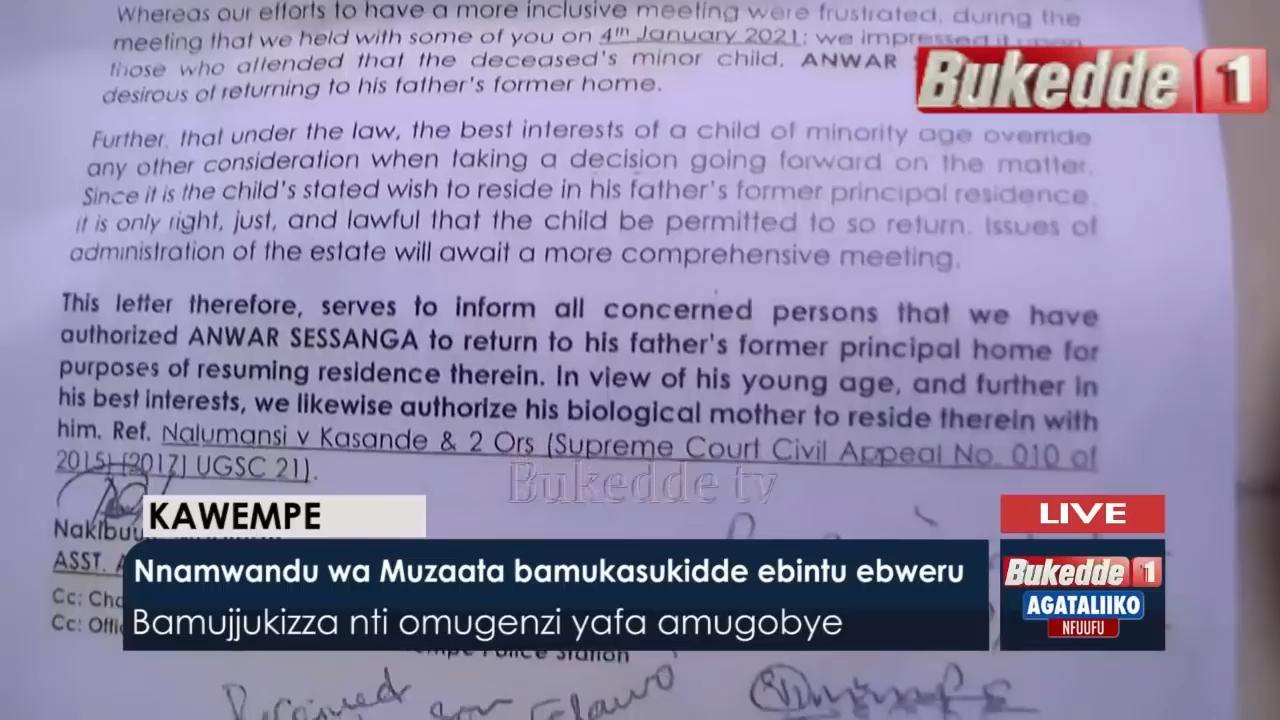 Whereas our efforts to have a more inclusive meeting were frustrated, during the
meeting that we held with some of you on 4th January 2021; we impressed it upon
those who attended that the deceased's minor child, ANWAR
desirous of returning to his father's former home.
Bukedde 1
Further, that under the law, the best interests of a child of minority age override
any other consideration when taking a decision going forward on the matter.
Since it is the child's stated wish to reside in his father's former principal residence,
it is only right, just, and lawful that the child be permitted to so return. Issues of
administration of the estate will await a more comprehensive meeting.
This letter therefore, serves to inform all concerned persons that we have
authorized ANWAR SESSANGA to return to his father's former principal home for
purposes of resuming residence therein. In view of his young age, and further in
his best interests, we likewise authorize his biological mother to reside therein with
him. Ref. Nalumansi v Kasande & 2 Ors (Supreme Court Civil Appeal No. 010 of
2015) [2017] UGSC 21).
Bukedde tv
ASST.
Cc:
Cc:
Police Station
Received
KAWEMPE
Nnamwandu wa Muzaata bamukasukidde ebintu ebweru
Bamujjukizza nti omugenzi yafa amugobye
LIVE
Bukedde 1
AGATALIIKO
NFUUFU